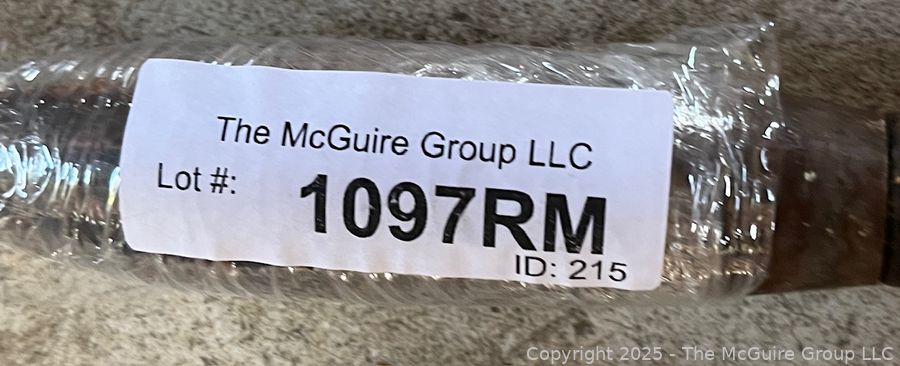 The McGuire Group LLC
Lot #:
1097RM
ID: 215
Copyright 2025 - The McGuire Group LLC